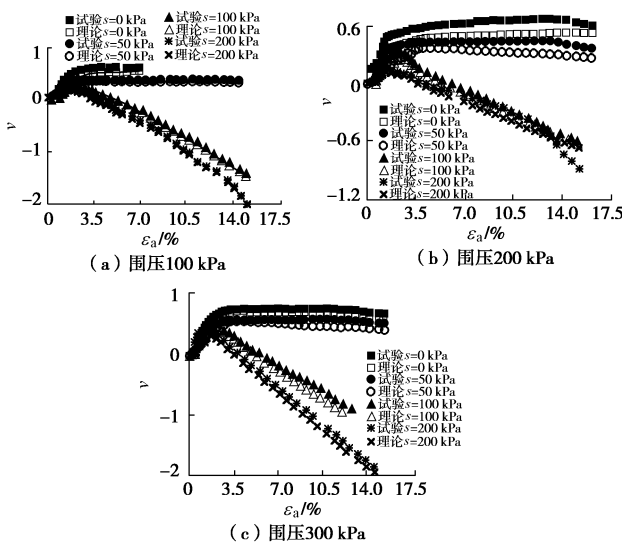 试验s=0 kPa
理论s=0 kPa
试验s=50 kPa
理论s=50 kPa
试验s=100 kPa
理论s=100 kPa
试验s=200 kPa
理论s=200 kPa
1
0
−1
−2
v
3.5
7.0
10.5
14.0
17.5
εa/%
(a)围压100 kPa
0.6
0
−0.6
−1.2
v
试验s=0 kPa
理论s=0 kPa
试验s=50 kPa
理论s=50 kPa
试验s=100 kPa
理论s=100 kPa
试验s=200 kPa
理论s=200 kPa
0
3.5
7.0
10.5
14.0
17.5
εa/%
(b)围压200 kPa
1
0
−1
−2
v
试验s=0 kPa
理论s=0 kPa
试验s=50 kPa
理论s=50 kPa
试验s=100 kPa
理论s=100 kPa
试验s=200 kPa
理论s=200 kPa
0
3.5
7.0
10.5
14.0
17.5
εa/%
(c)围压300 kPa